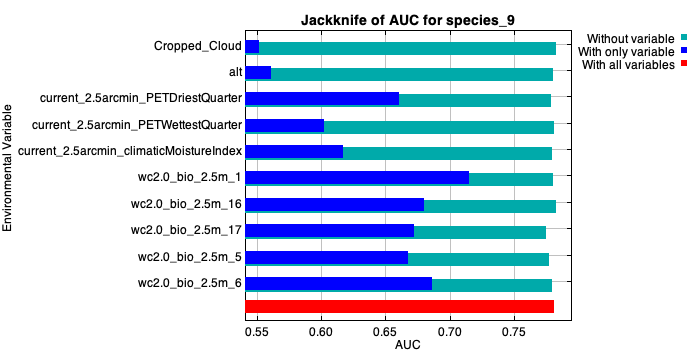 Jackknife of AUC for species_9
Without variable
With only variable
With all variables
Environmental Variable
Cropped_Cloud
alt
current_2.5arcmin_PETDriestQuarter
current_2.5arcmin_PETWettestQuarter
current_2.5arcmin_climaticMoistureIndex
wc2.0_bio_2.5m_1
wc2.0_bio_2.5m_16
wc2.0_bio_2.5m_17
wc2.0_bio_2.5m_5
wc2.0_bio_2.5m_6
0.55 0.60 0.65 0.70 0.75
AUC